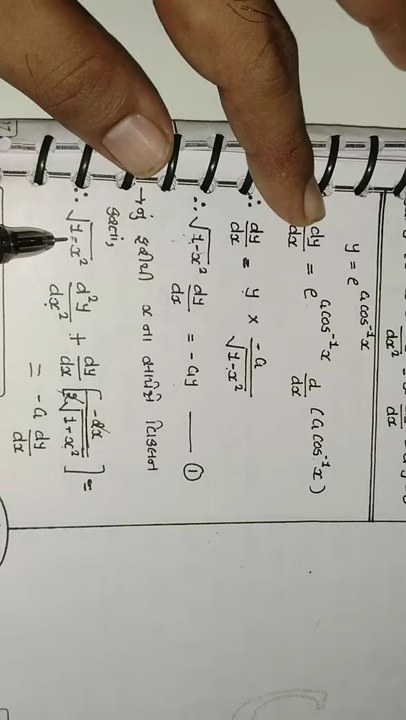 y = e^{a cos⁻¹x}
dy/dx = e^{a cos⁻¹x} d/dx (a cos⁻¹x)
∴ dy/dx = y × -a/√(1-x²)
∴ √(1-x²) dy/dx = -ay —— ①
ફરીથી x ના સાપેક્ષે વિકલન
કરતાં,
∴ √(1-x²) d²y/dx² + dy/dx [-2x/2√(1-x²)] =
= -a dy/dx